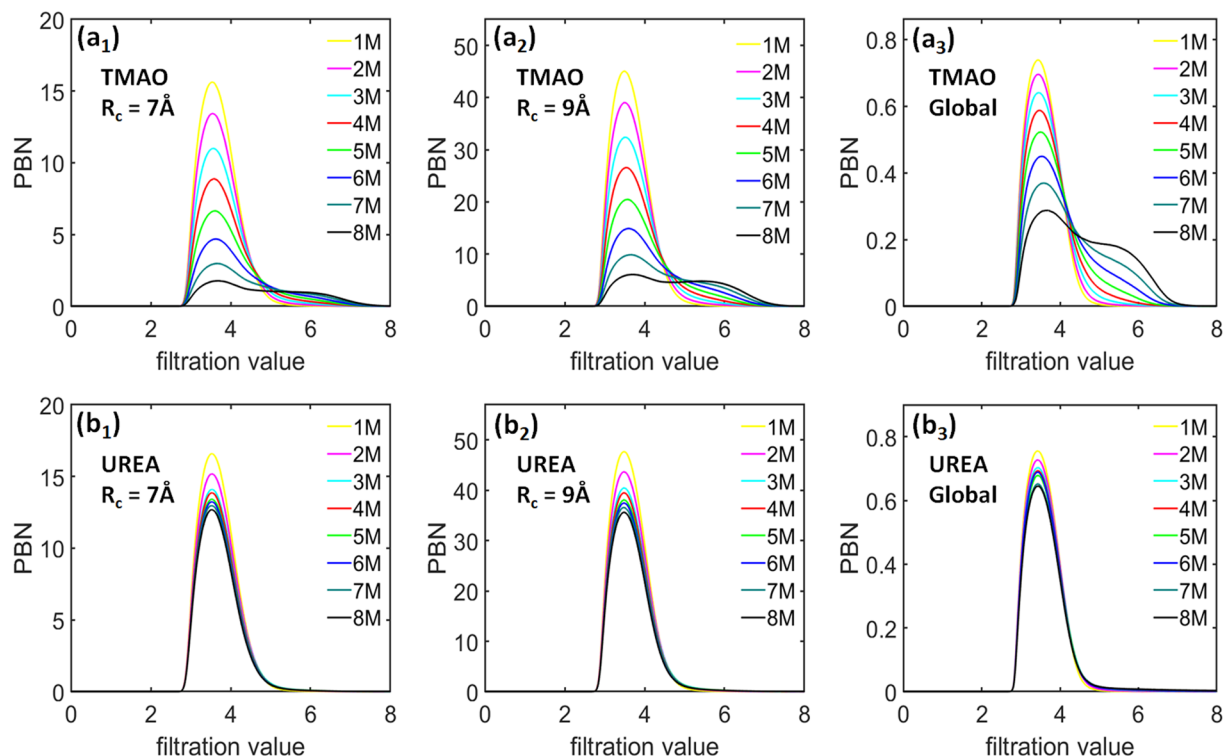 (a1)
TMAO
Rc = 7Å
1M
2M
3M
4M
5M
6M
7M
8M
20
15
10
5
0
PBN
0 2 4 6 8
filtration value
(a2)
TMAO
Rc = 9Å
1M
2M
3M
4M
5M
6M
7M
8M
50
40
30
20
10
0
PBN
0 2 4 6 8
filtration value
(a3)
TMAO
Global
1M
2M
3M
4M
5M
6M
7M
8M
0.8
0.6
0.4
0.2
0
PBN
0 2 4 6 8
filtration value
(b1)
UREA
Rc = 7Å
1M
2M
3M
4M
5M
6M
7M
8M
20
15
10
5
0
PBN
0 2 4 6 8
filtration value
(b2)
UREA
Rc = 9Å
1M
2M
3M
4M
5M
6M
7M
8M
50
40
30
20
10
0
PBN
0 2 4 6 8
filtration value
(b3)
UREA
Global
1M
2M
3M
4M
5M
6M
7M
8M
0.8
0.6
0.4
0.2
0
PBN
0 2 4 6 8
filtration value